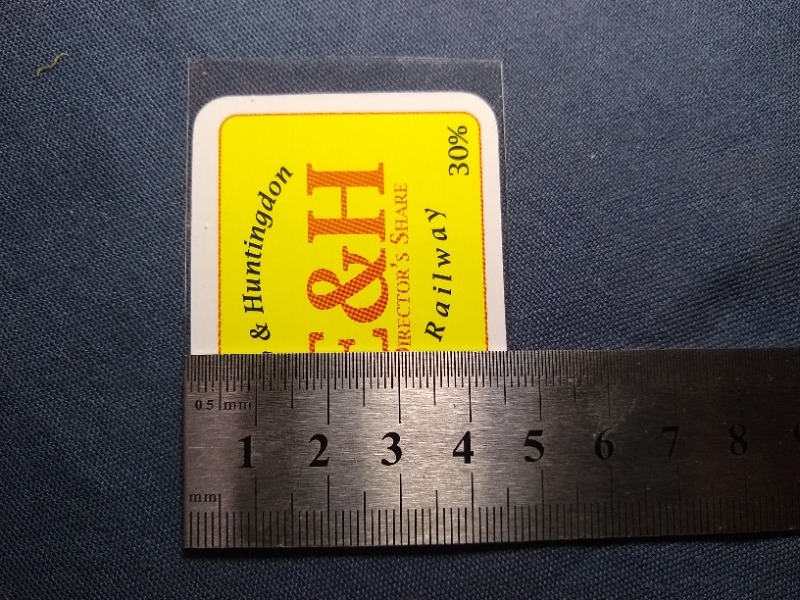 & Huntingdon
E&H
DIRECTOR'S SHARE
Railway
30%
0.5 mm
1 2 3 4 5 6 7 8
mm